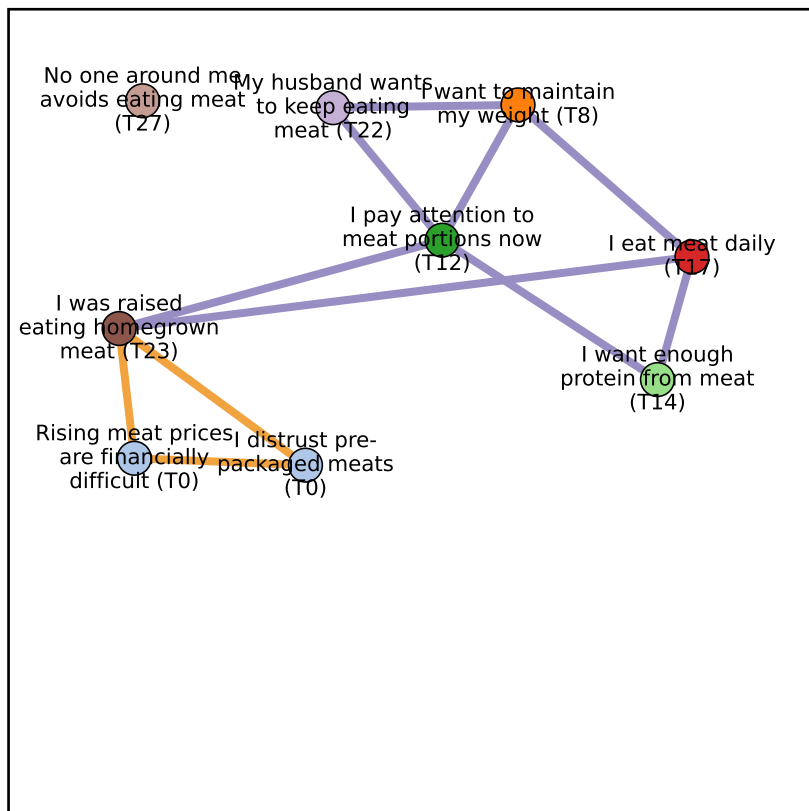 No one around me
avoids eating meat
(T27)
My husband wants
to keep eating
meat (T22)
I want to maintain
my weight (T8)
I pay attention to
meat portions now
(T12)
I eat meat daily
(T17)
I was raised
eating homegrown
meat (T23)
I want enough
protein from meat
(T14)
Rising meat prices
are financially
difficult (T0)
I distrust pre-
packaged meats
(T0)